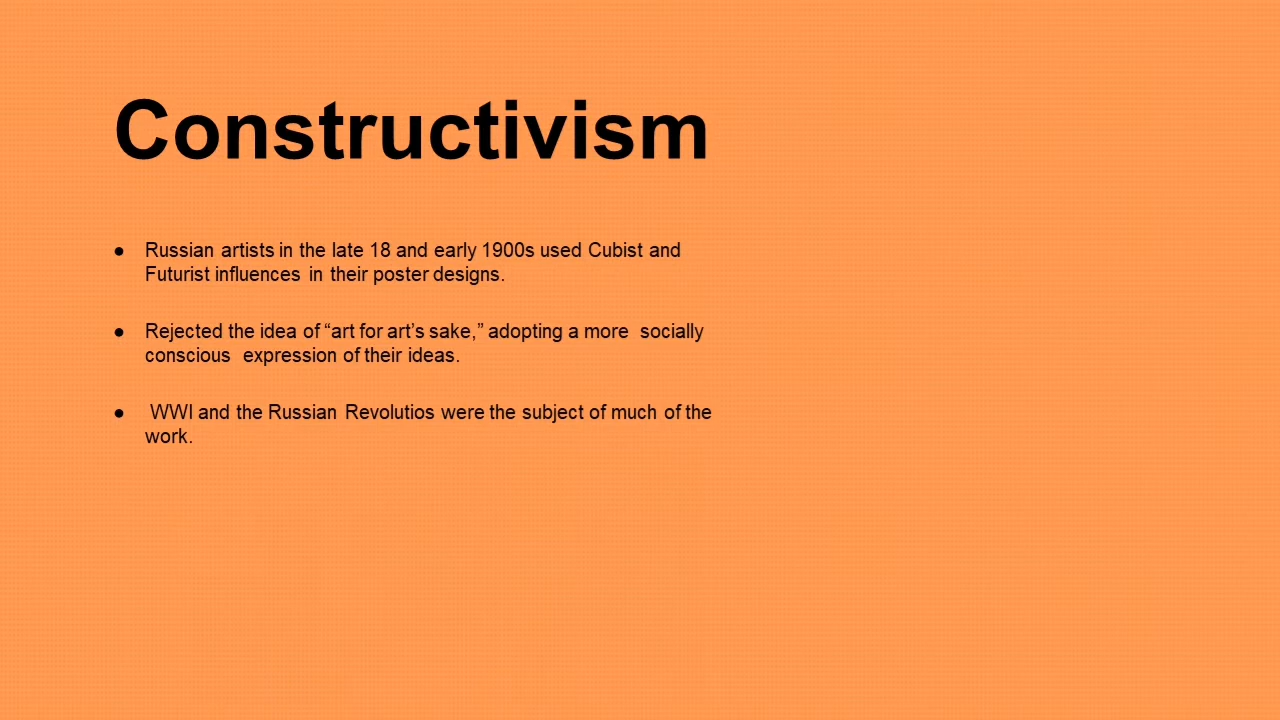 Constructivism
● Russian artists in the late 18 and early 1900s used Cubist and
Futurist influences in their poster designs.
● Rejected the idea of “art for art’s sake,” adopting a more socially
conscious expression of their ideas.
● WWI and the Russian Revolutios were the subject of much of the
work.